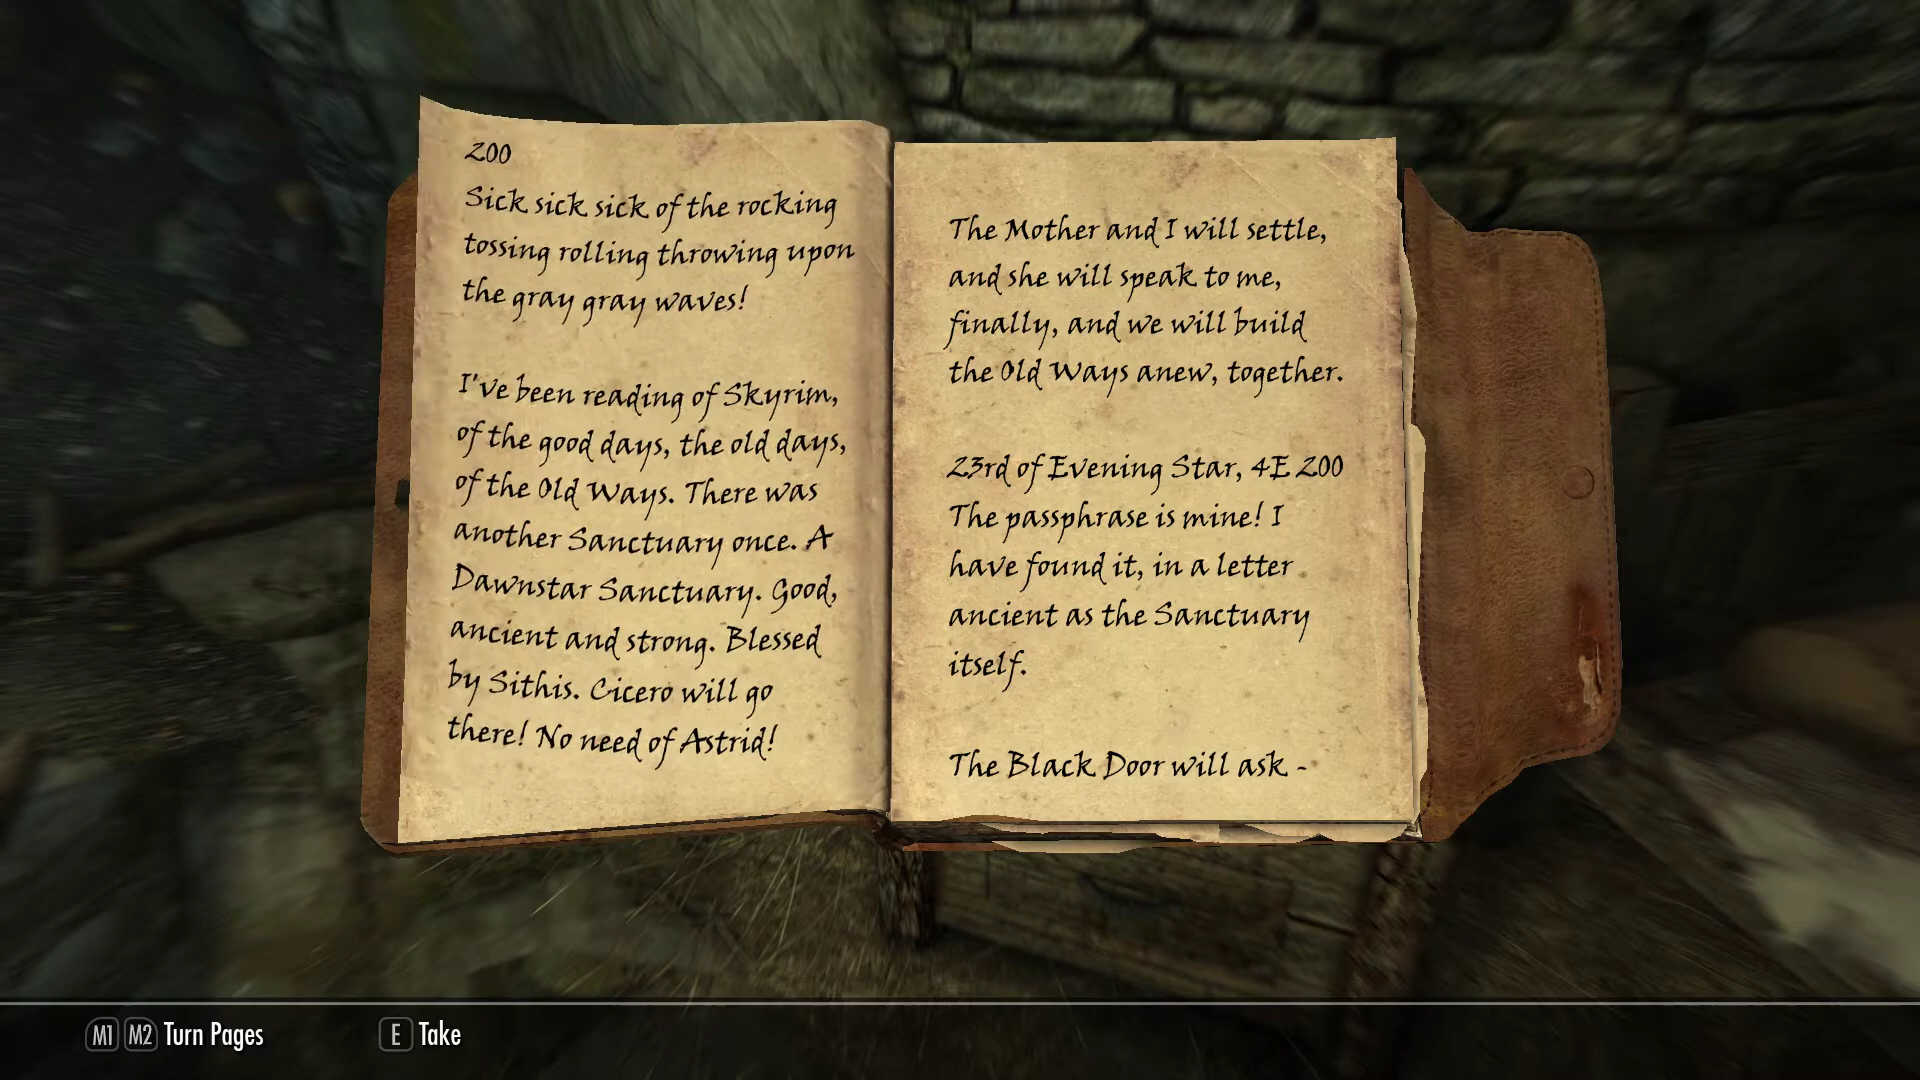 200
Sick sick sick of the rocking
tossing rolling throwing upon
the gray gray waves!
I've been reading of Skyrim,
of the good days, the old days,
of the Old Ways. There was
another Sanctuary once. A
Dawnstar Sanctuary. Good,
ancient and strong. Blessed
by Sithis. Cicero will go
there! No need of Astrid!
The Mother and I will settle,
and she will speak to me,
finally, and we will build
the Old Ways anew, together.
23rd of Evening Star, 4E 200
The passphrase is mine! I
have found it, in a letter
ancient as the Sanctuary
itself.
The Black Door will ask -
M1 M2 Turn Pages
E Take